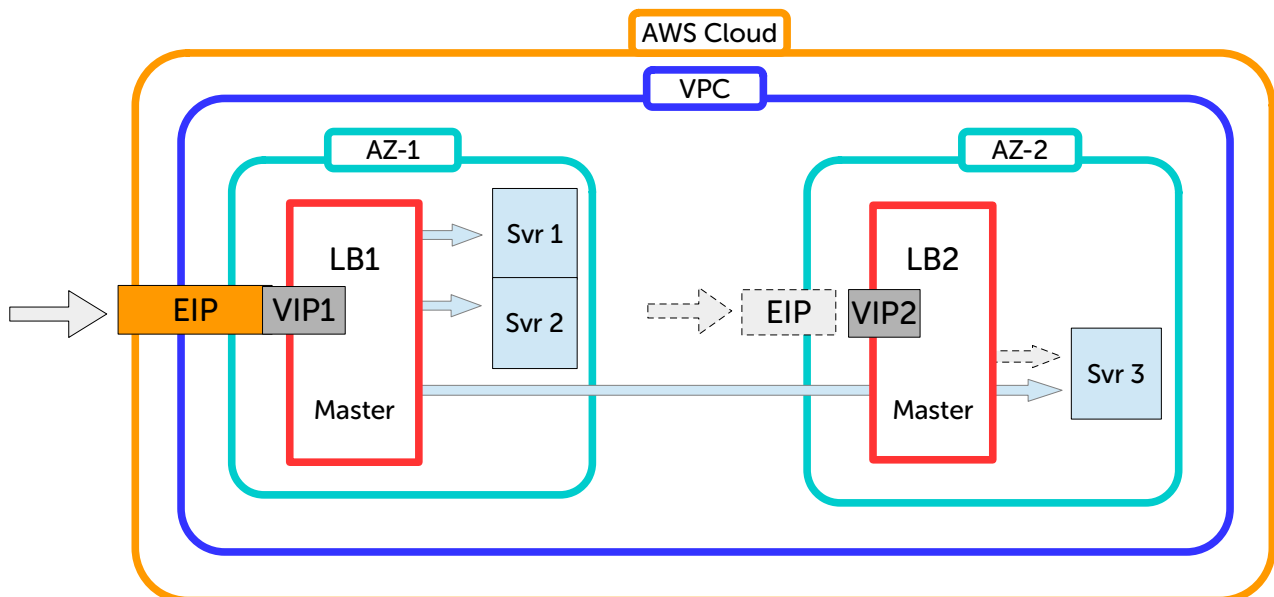 AWS Cloud
VPC
AZ-1
AZ-2
LB1
Svr 1
Svr 2
EIP
VIP1
Master
EIP
VIP2
LB2
Master
Svr 3